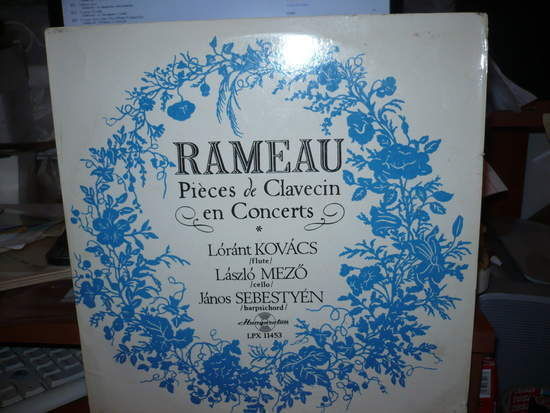 RAMEAU
Pièces de Clavecin
en Concerts
*
Lóránt KOVÁCS
/flute/
László MEZŐ
/cello/
János SEBESTYÉN
/harpsichord/
Hungaroton
LPX 11453